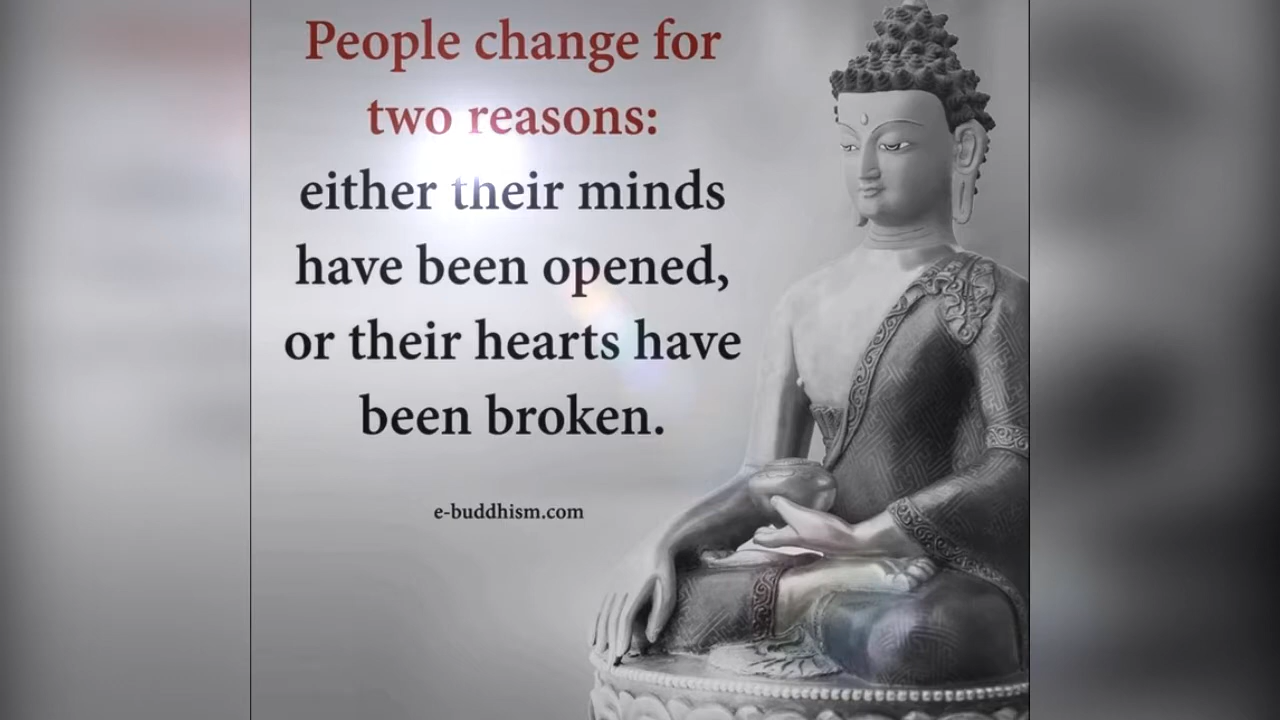 People change for
two reasons:
either their minds
have been opened,
or their hearts have
been broken.
e-buddhism.com